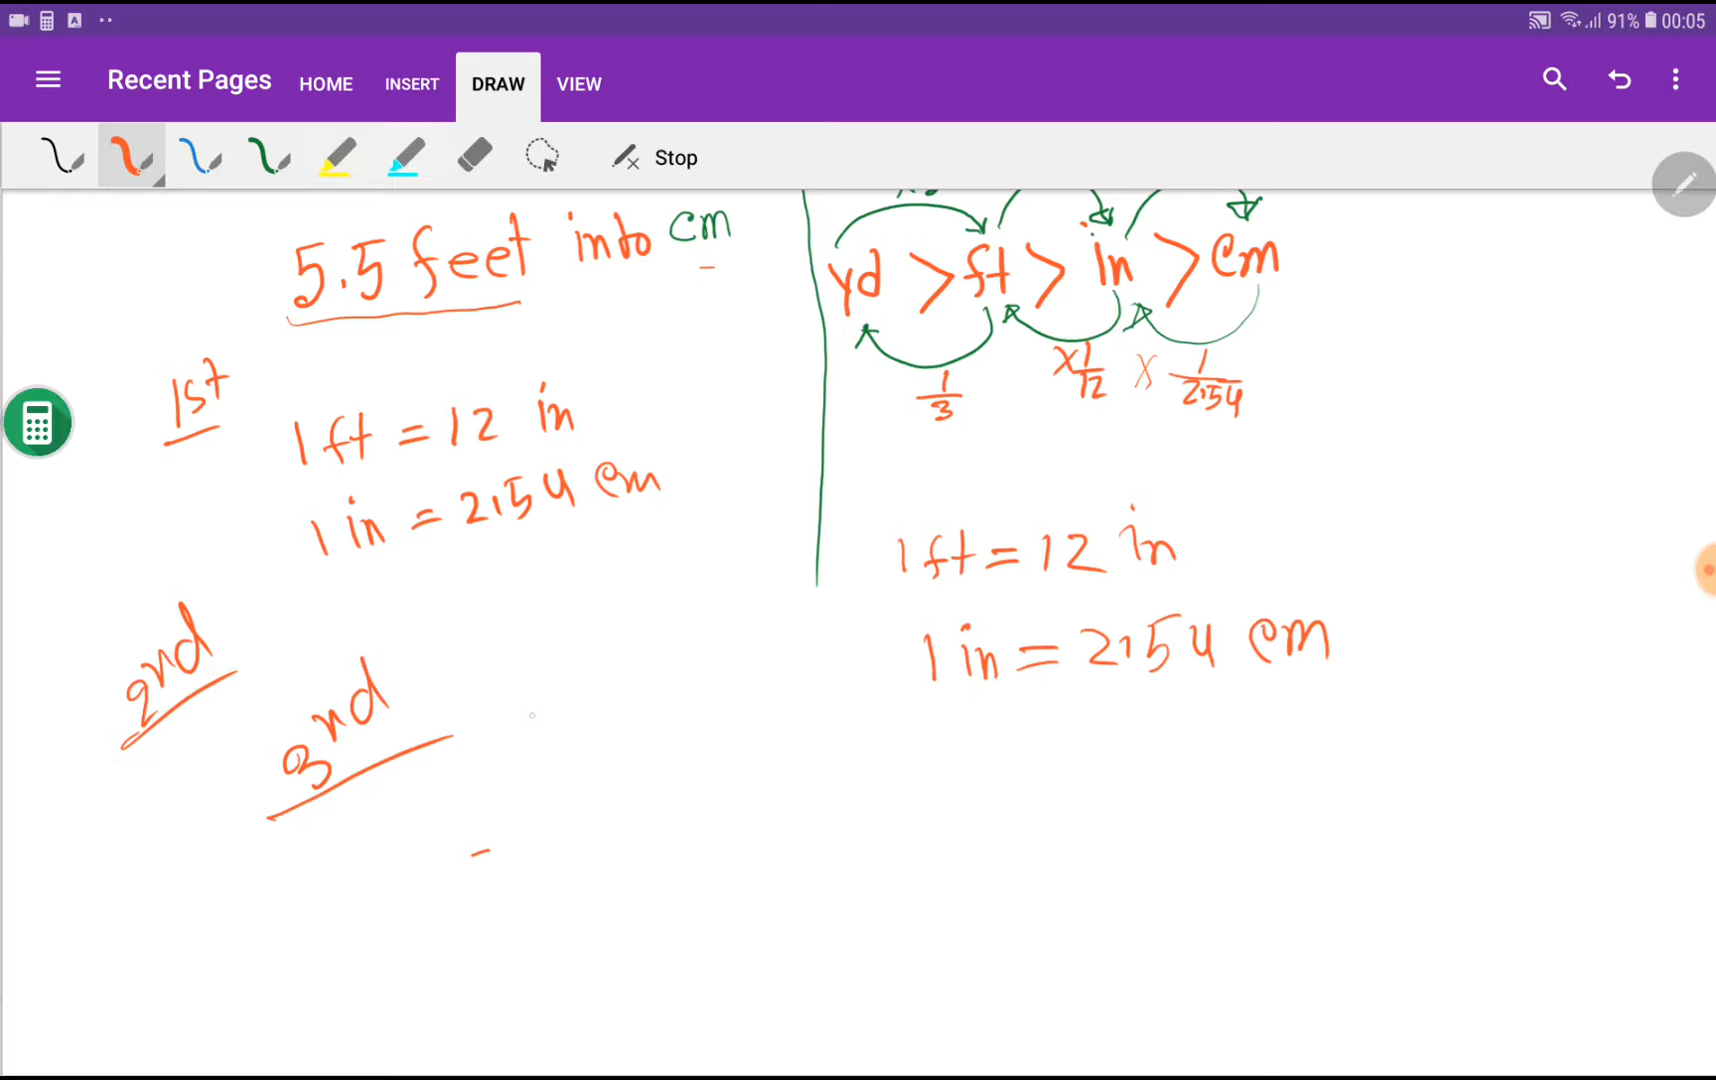 91% 00:05
Recent Pages HOME INSERT DRAW VIEW
Stop
5.5 feet into cm
1st
1 ft = 12 in
1 in = 2.54 cm
2nd
3rd
-
yd > ft > in > cm
1/3 ×1/12 × 1/2.54
1 ft = 12 in
1 in = 2.54 cm